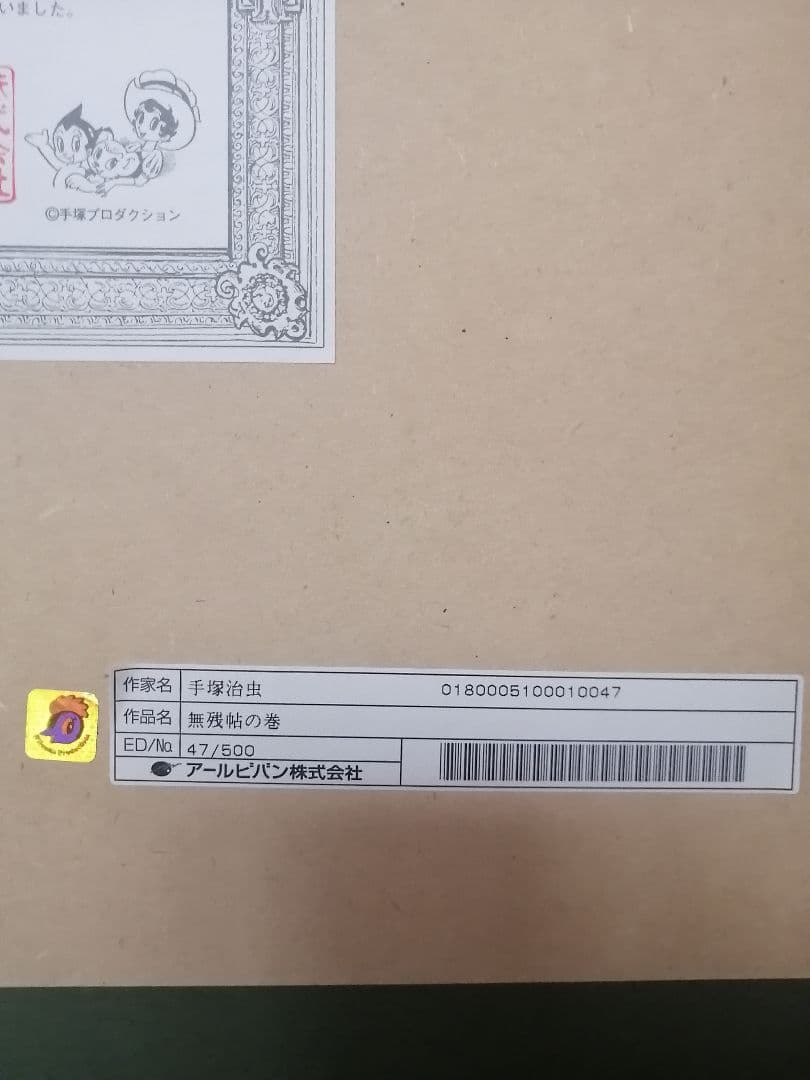 いました。
©手塚プロダクション
作家名 手塚治虫 0180005100010047
作品名 無残帖の巻
ED/No. 47/500
アールビバン株式会社